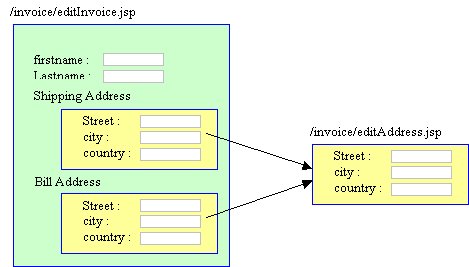 /invoice/editInvoice.jsp
firstname :
Lastname :
Shipping Address
Street :
city :
country :
Bill Address
Street :
city :
country :
/invoice/editAddress.jsp
Street :
city :
country :